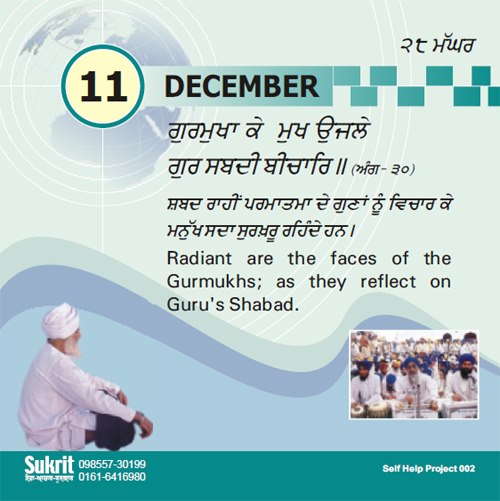 ੨੮ ਮੱਘਰ
11 DECEMBER
ਗੁਰਮੁਖਾ ਕੇ ਮੁਖ ਉਜਲੇ
ਗੁਰ ਸਬਦੀ ਬੀਚਾਰਿ॥ (ਅੰਗ- ੩੦)
ਸ਼ਬਦ ਰਾਹੀਂ ਪਰਮਾਤਮਾ ਦੇ ਗੁਣਾਂ ਨੂੰ ਵਿਚਾਰ ਕੇ
ਮਨੁੱਖ ਸਦਾ ਸੁਰਖ਼ਰੂ ਰਹਿੰਦੇ ਹਨ।
Radiant are the faces of the
Gurmukhs; as they reflect on
Guru's Shabad.
Sukrit 098557-30199
0161-6416980
Self Help Project 002